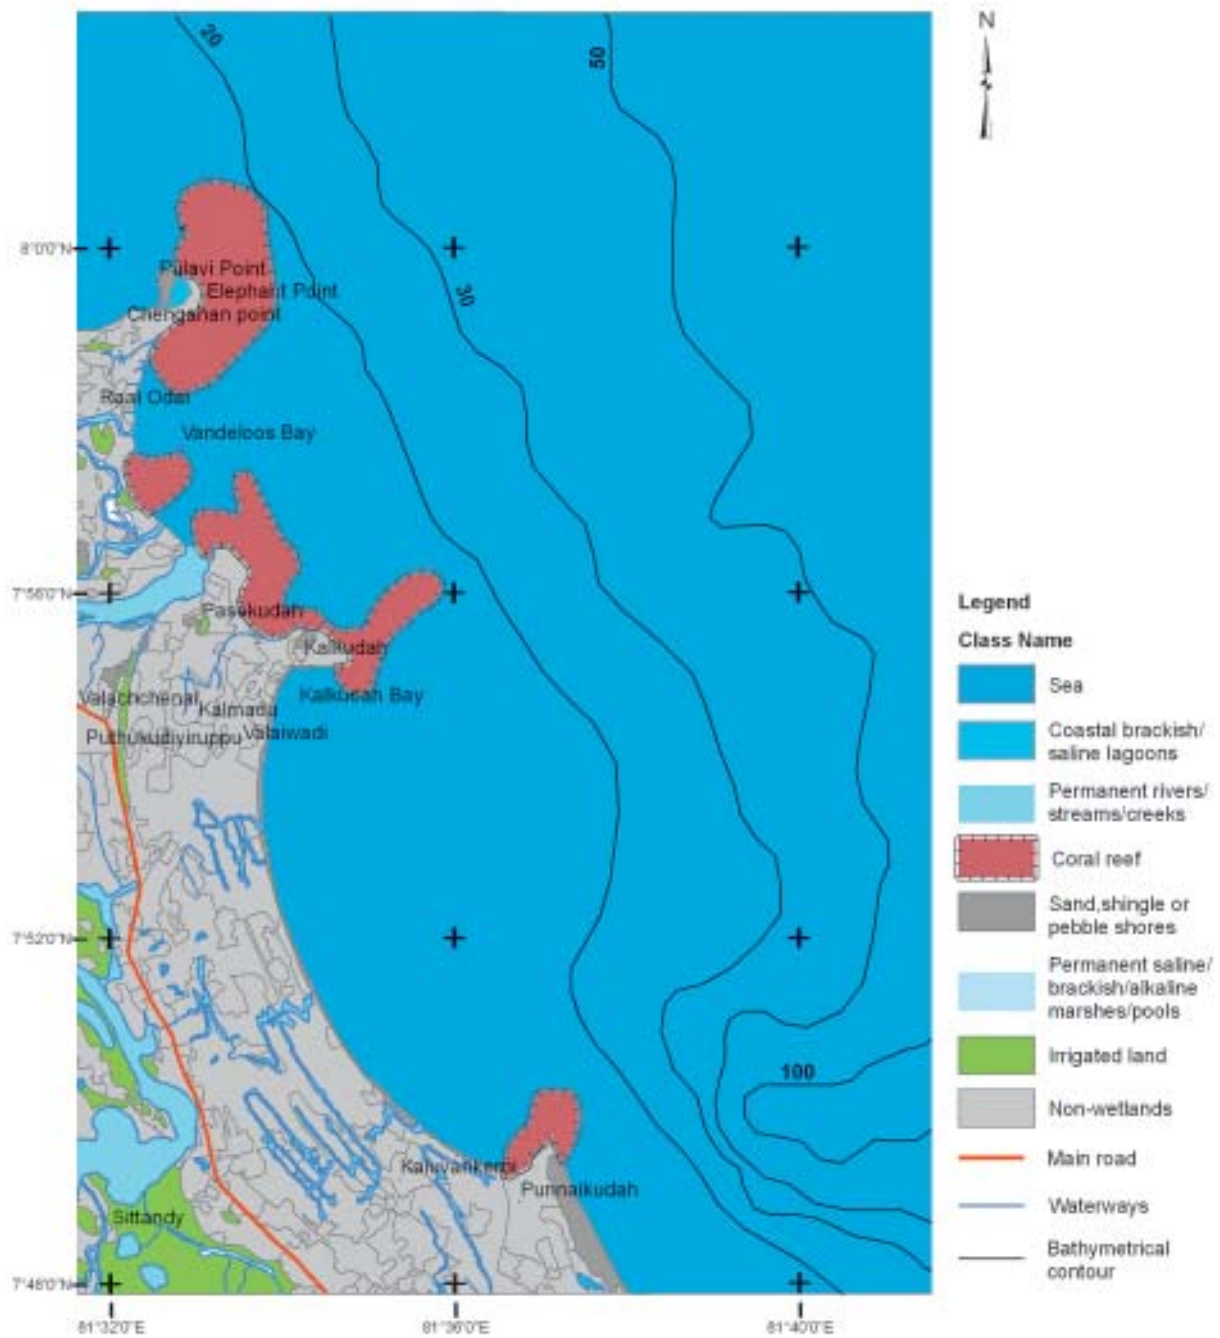 N
20
50
8°0'0"N
Pulavi Point
Elephant Point
30
Chengahan point
Raal Odai
Vandeloos Bay
7°56'0"N
Legend
Pasekudah
Class Name
Kalkudah
Sea
Kalkudah Bay
Valachchenai
Kalmadu
Valaiwadi
Puthukudiyiruppu
Coastal brackish/
saline lagoons
Permanent rivers/
streams/creeks
Coral reef
Sand,shingle or
pebble shores
7°52'0"N
Permanent saline/
brackish/alkaline
marshes/pools
Irrigated land
100
Non-wetlands
Main road
Kaluvankerni
Punnaikudah
Waterways
Sittandy
Bathymetrical
contour
7°48'0"N
81°32'0"E
81°36'0"E
81°40'0"E